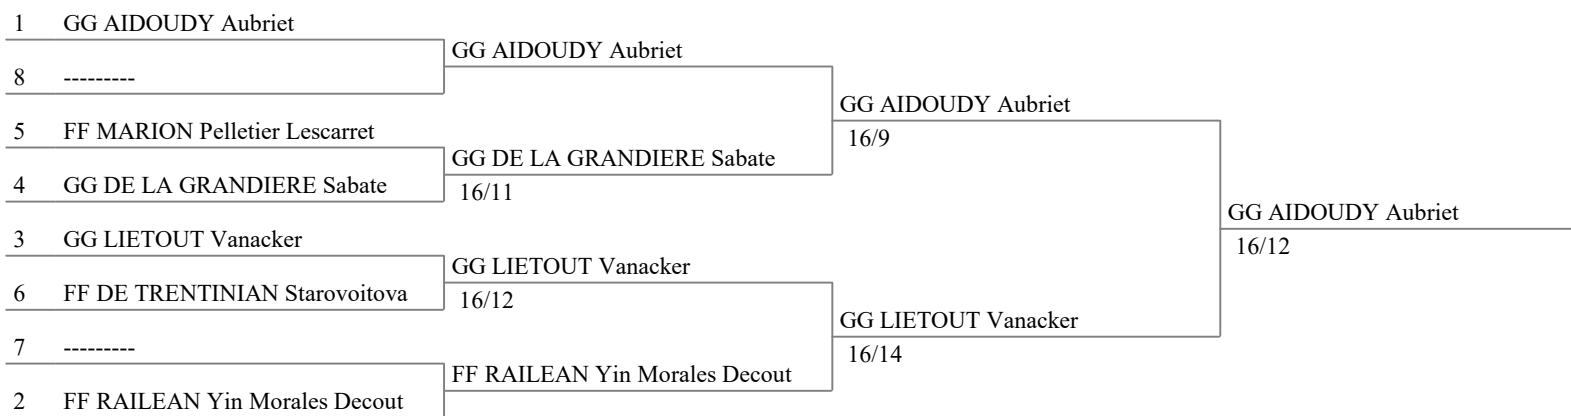 1 GG AIDOUDY Aubriet
GG AIDOUDY Aubriet
8 ---------
GG AIDOUDY Aubriet
16/9
5 FF MARION Pelletier Lescarret
GG DE LA GRANDIERE Sabate
16/11
4 GG DE LA GRANDIERE Sabate
GG AIDOUDY Aubriet
16/12
3 GG LIETOUT Vanacker
GG LIETOUT Vanacker
16/12
6 FF DE TRENTINIAN Starovoitova
GG LIETOUT Vanacker
16/14
7 ---------
FF RAILEAN Yin Morales Decout
2 FF RAILEAN Yin Morales Decout